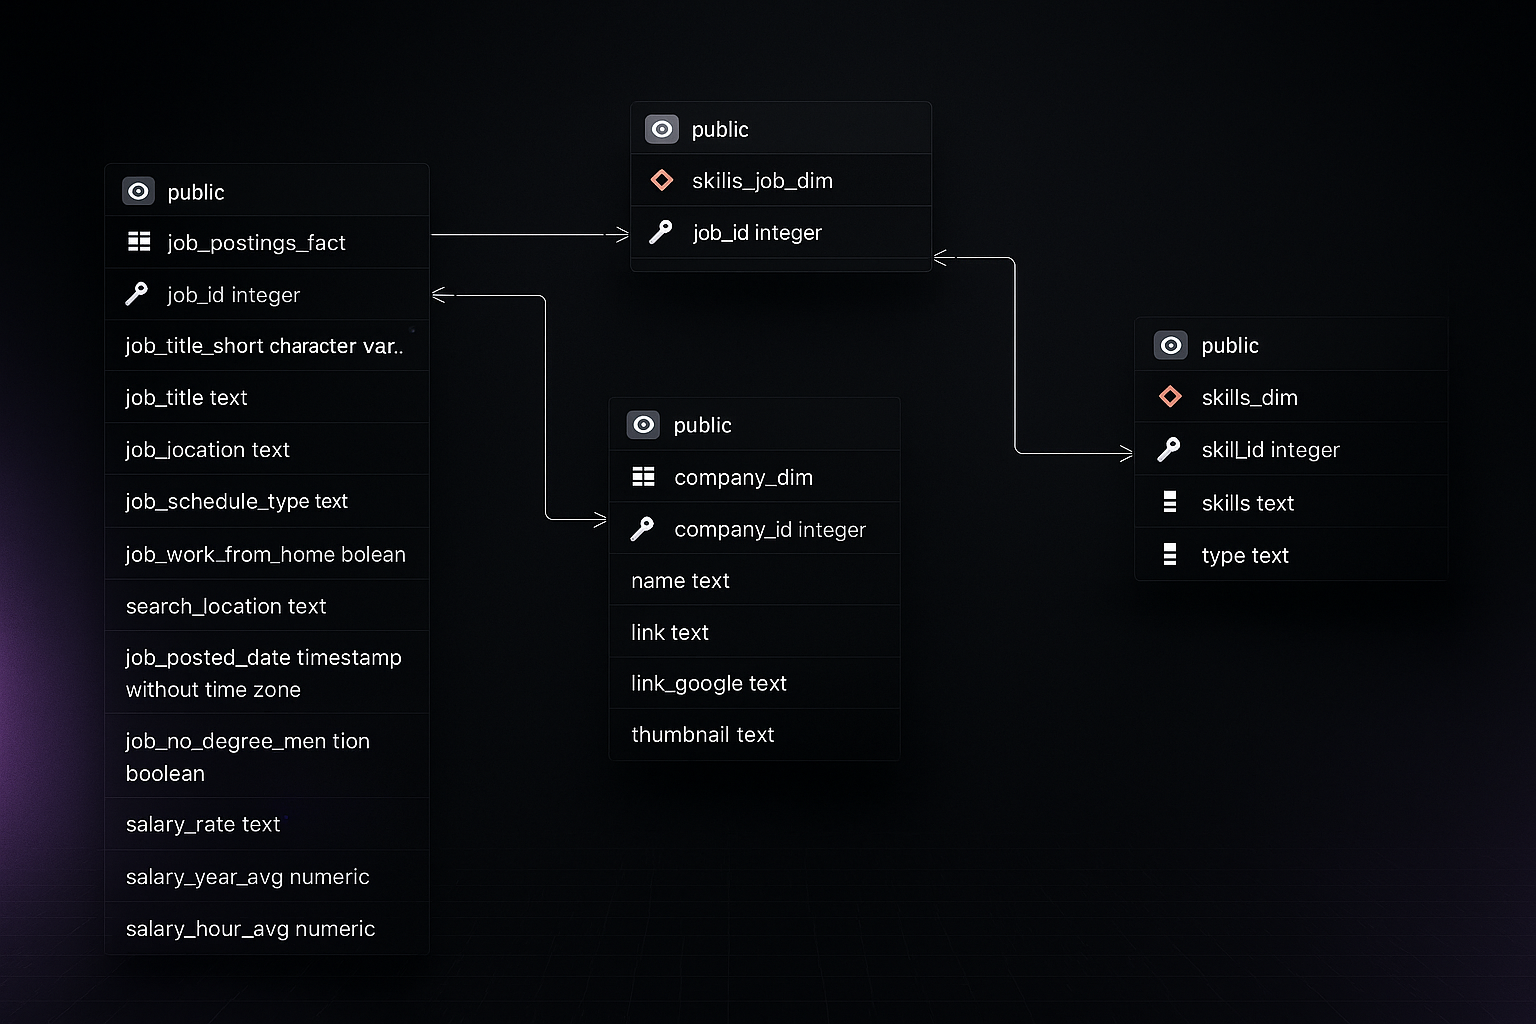 public
job_postings_fact
job_id integer
job_title_short character var..
job_title text
job_jocation text
job_schedule_type text
job_work_from_home bolean
search_location text
job_posted_date timestamp
without time zone
job_no_degree_men tion
boolean
salary_rate text
salary_year_avg numeric
salary_hour_avg numeric
public
skilis_job_dim
job_id integer
public
company_dim
company_id integer
name text
link text
link_google text
thumbnail text
public
skills_dim
skill_id integer
skills text
type text